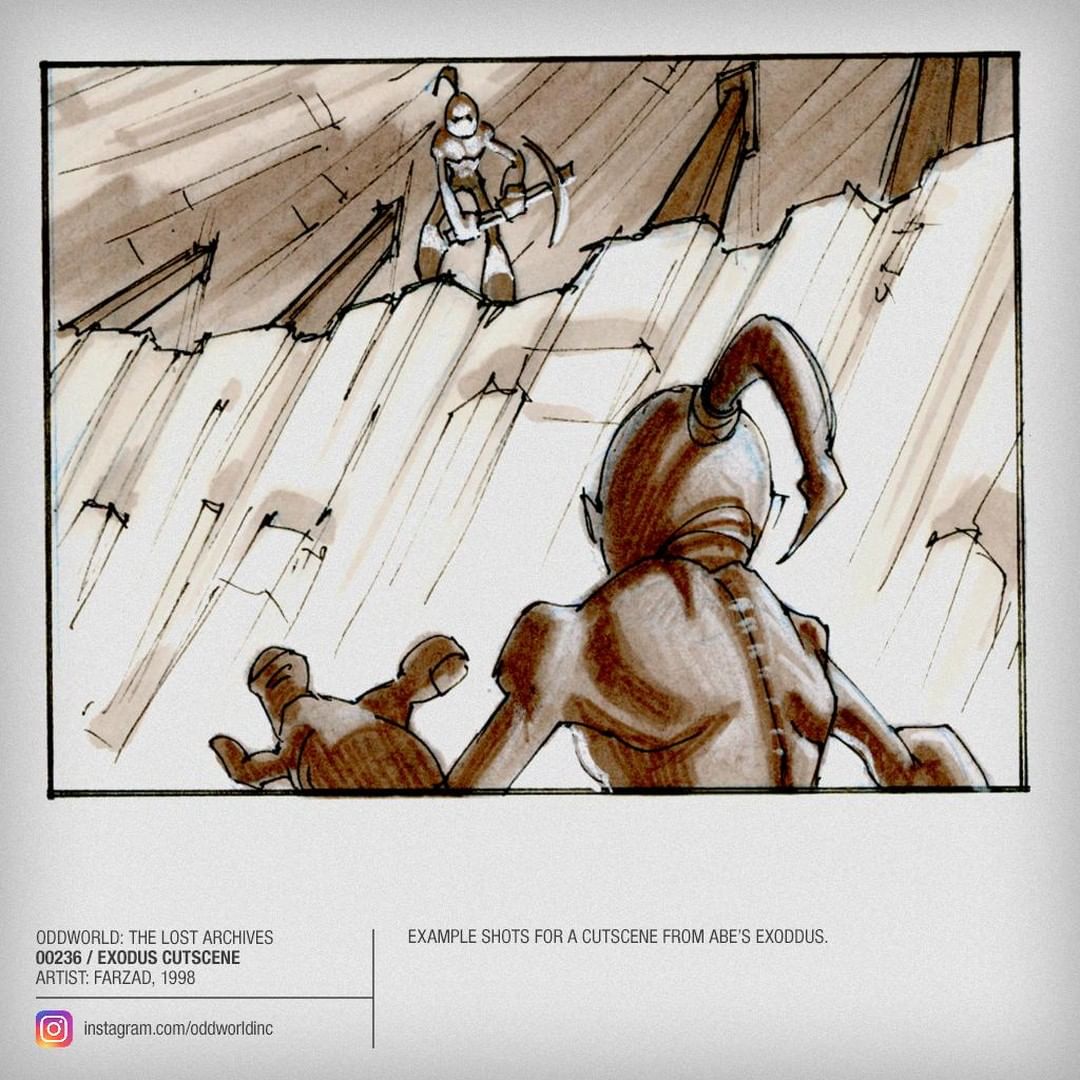 ODDWORLD: THE LOST ARCHIVES
00236 / EXODUS CUTSCENE
ARTIST: FARZAD, 1998
instagram.com/oddworldinc
EXAMPLE SHOTS FOR A CUTSCENE FROM ABE'S EXODDUS.